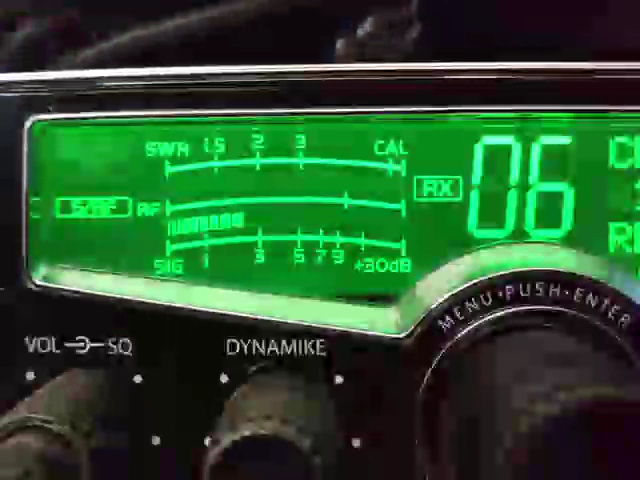 SWR 1.5 2 3 CAL
S/RF RF RX 06
SIG 1 3 5 7 9 +30dB
MENU·PUSH·ENTER
VOL SQ DYNAMIKE